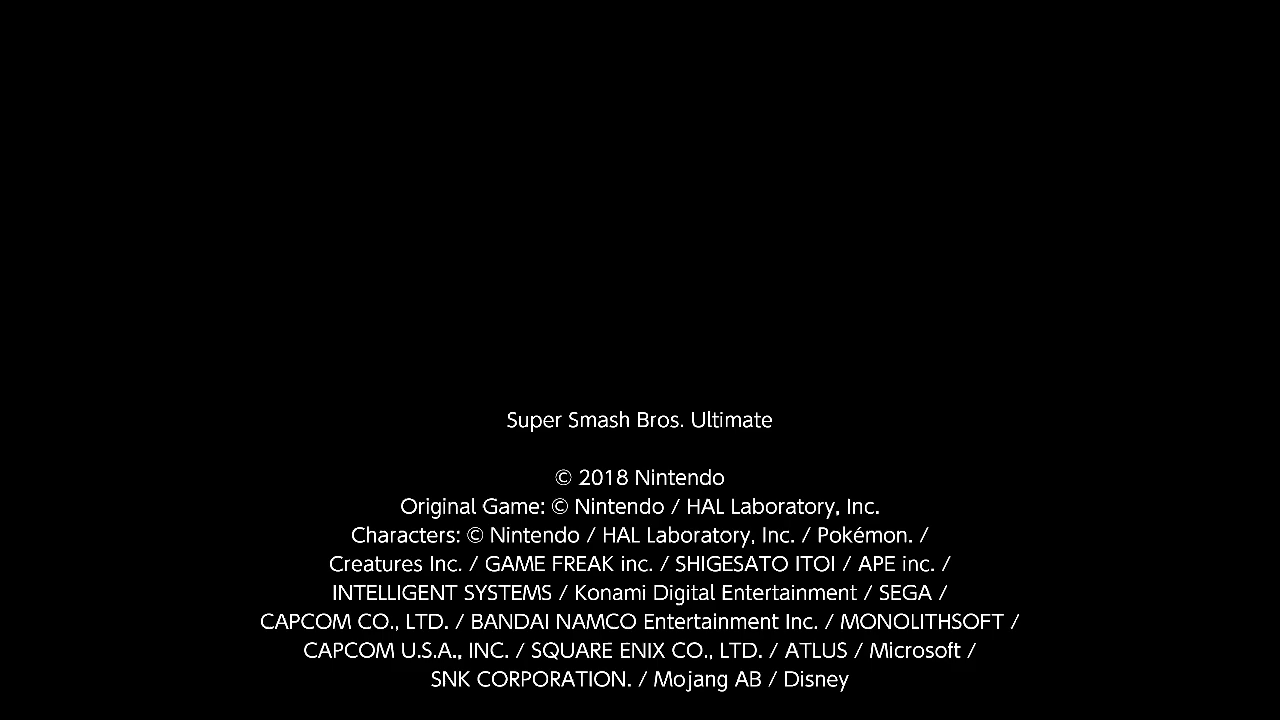 Super Smash Bros. Ultimate
© 2018 Nintendo
Original Game: © Nintendo / HAL Laboratory, Inc.
Characters: © Nintendo / HAL Laboratory, Inc. / Pokémon. /
Creatures Inc. / GAME FREAK inc. / SHIGESATO ITOI / APE inc. /
INTELLIGENT SYSTEMS / Konami Digital Entertainment / SEGA /
CAPCOM CO., LTD. / BANDAI NAMCO Entertainment Inc. / MONOLITHSOFT /
CAPCOM U.S.A., INC. / SQUARE ENIX CO., LTD. / ATLUS / Microsoft /
SNK CORPORATION. / Mojang AB / Disney